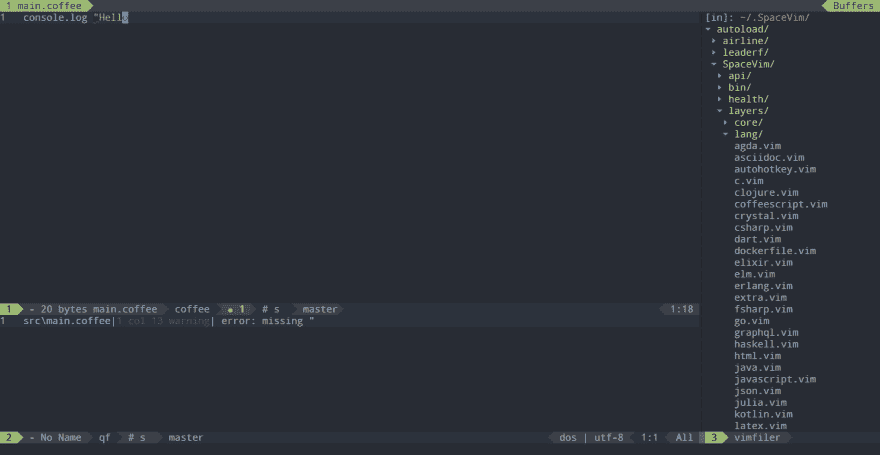 1 main.coffee
Buffers
1 console.log "Hell
[in]: ~/.SpaceVim/
▾ autoload/
▸ airline/
▸ leaderf/
▾ SpaceVim/
▸ api/
▸ bin/
▸ health/
▾ layers/
▸ core/
▾ lang/
agda.vim
asciidoc.vim
autohotkey.vim
c.vim
clojure.vim
coffeescript.vim
crystal.vim
csharp.vim
dart.vim
dockerfile.vim
elixir.vim
elm.vim
erlang.vim
extra.vim
fsharp.vim
go.vim
graphql.vim
haskell.vim
html.vim
java.vim
javascript.vim
json.vim
julia.vim
kotlin.vim
latex.vim
1 - 20 bytes main.coffee coffee ● 1 # s master 1:18
1 src\main.coffee|1 col 13 warning| error: missing "
2 - No Name qf # s master dos | utf-8 1:1 All
3 vimfiler